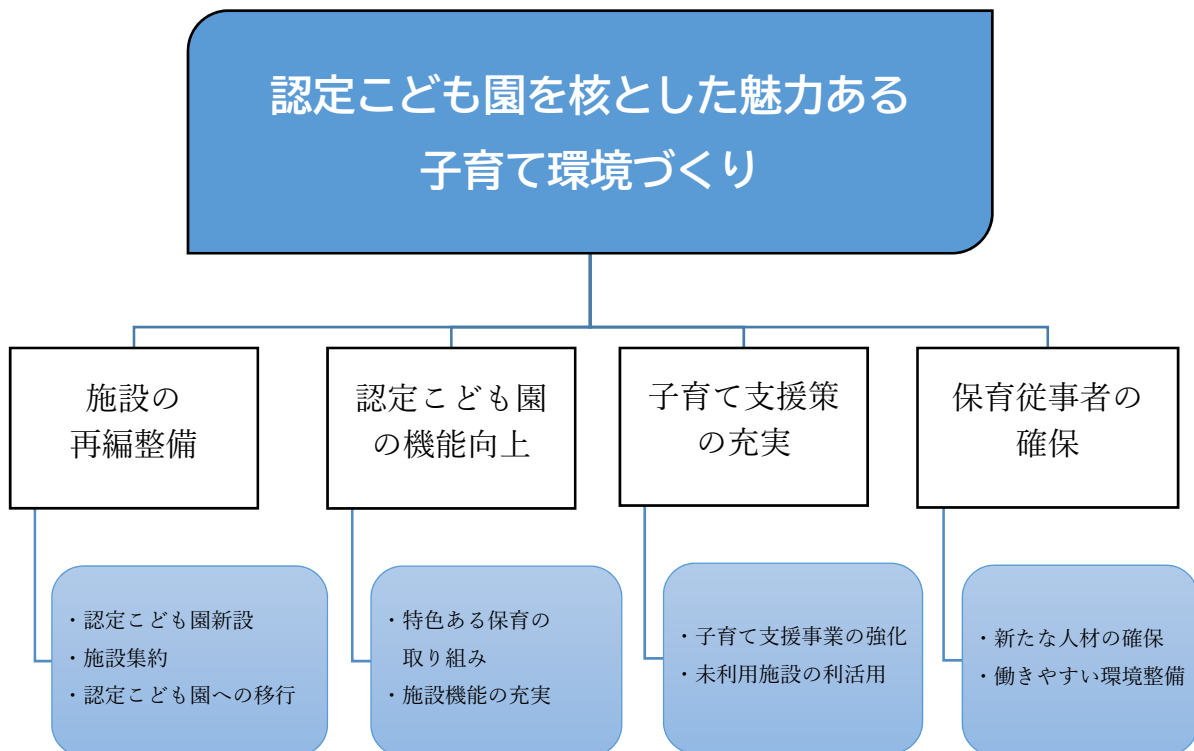 認定こども園を核とした魅力ある
子育て環境づくり
施設の
再編整備
認定こども園
の機能向上
子育て支援策
の充実
保育従事者の
確保
・認定こども園新設
・施設集約
・認定こども園への移行
・特色ある保育の
取り組み
・施設機能の充実
・子育て支援事業の強化
・未利用施設の利活用
・新たな人材の確保
・働きやすい環境整備